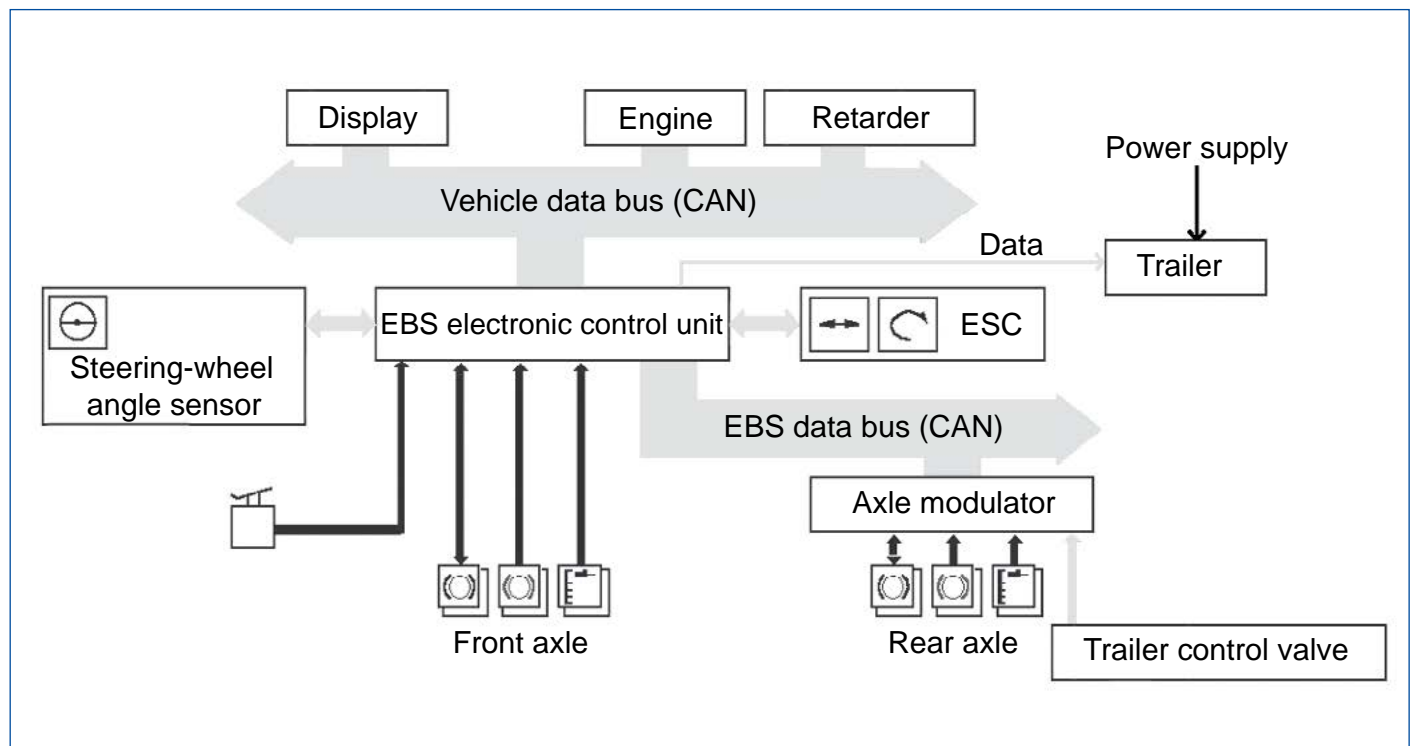 Display
Engine
Retarder
Power supply
Vehicle data bus (CAN)
Data
Trailer
EBS electronic control unit
ESC
Steering-wheel
angle sensor
EBS data bus (CAN)
Axle modulator
Front axle
Rear axle
Trailer control valve